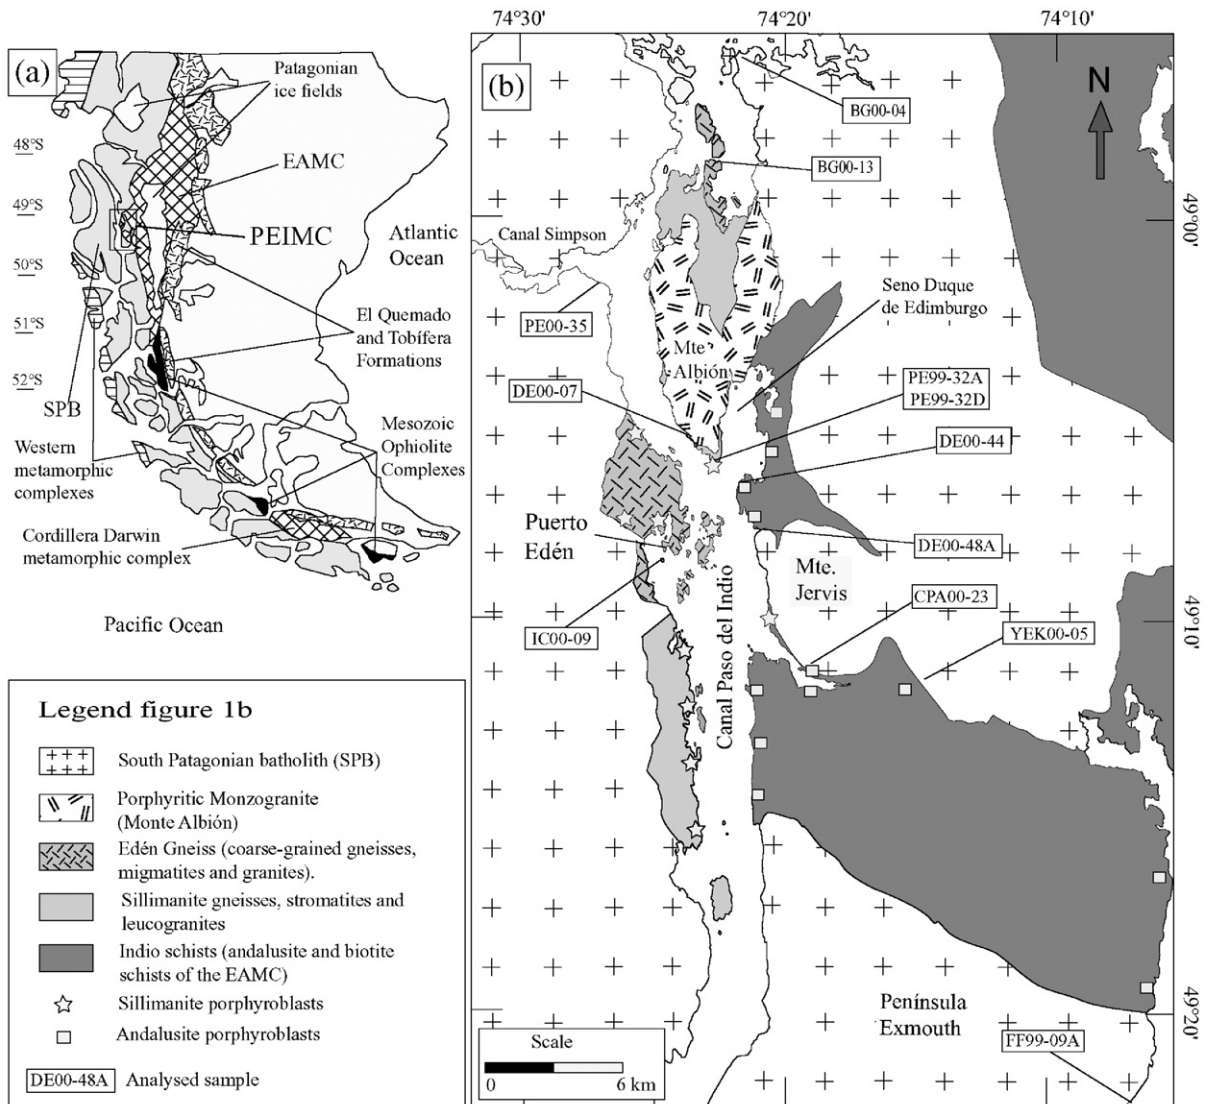 (a)
Patagonian
ice fields
48°S
EAMC
49°S
PEIMC
Atlantic
Ocean
50°S
51°S
El Quemado
and Tobífera
Formations
52°S
SPB
Western
metamorphic
complexes
Mesozoic
Ophiolite
Complexes
Cordillera Darwin
metamorphic complex
Pacific Ocean
Legend figure 1b
South Patagonian batholith (SPB)
Porphyritic Monzogranite
(Monte Albión)
Edén Gneiss (coarse-grained gneisses,
migmatites and granites).
Sillimanite gneisses, stromatites and
leucogranites
Indio schists (andalusite and biotite
schists of the EAMC)
Sillimanite porphyroblasts
Andalusite porphyroblasts
DE00-48A Analysed sample
74°30' 74°20' 74°10'
(b)
N
BG00-04
BG00-13
49°00'
Canal Simpson
Seno Duque
de Edimburgo
PE00-35
Mte
Albión
PE99-32A
PE99-32D
DE00-07
DE00-44
Puerto
Edén
DE00-48A
Mte.
Jervis
CPA00-23
IC00-09
YEK00-05
49°10'
Canal Paso del Indio
Península
Exmouth
49°20'
FF99-09A
Scale
0 6 km